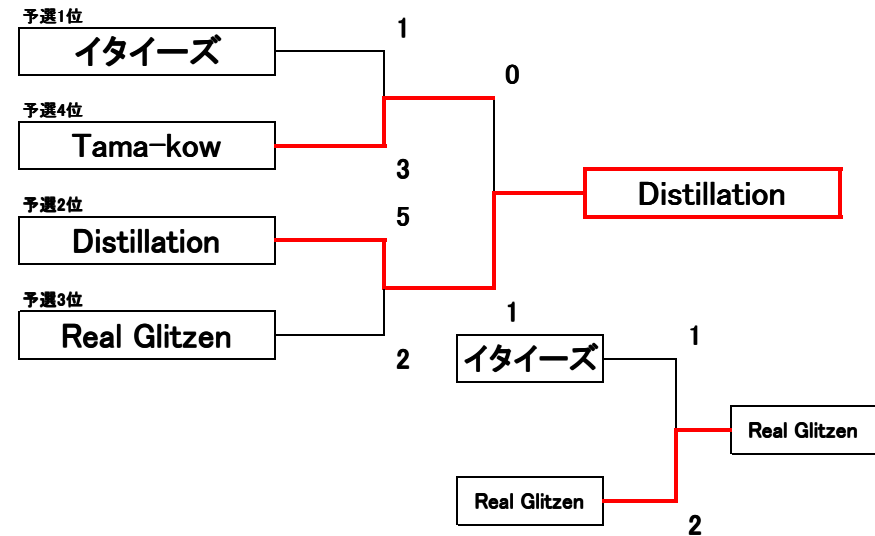 予選1位
イタイーズ
1
0
予選4位
Tama-kow
3
Distillation
予選2位
Distillation
5
予選3位
Real Glitzen
2
1
イタイーズ
1
Real Glitzen
Real Glitzen
2